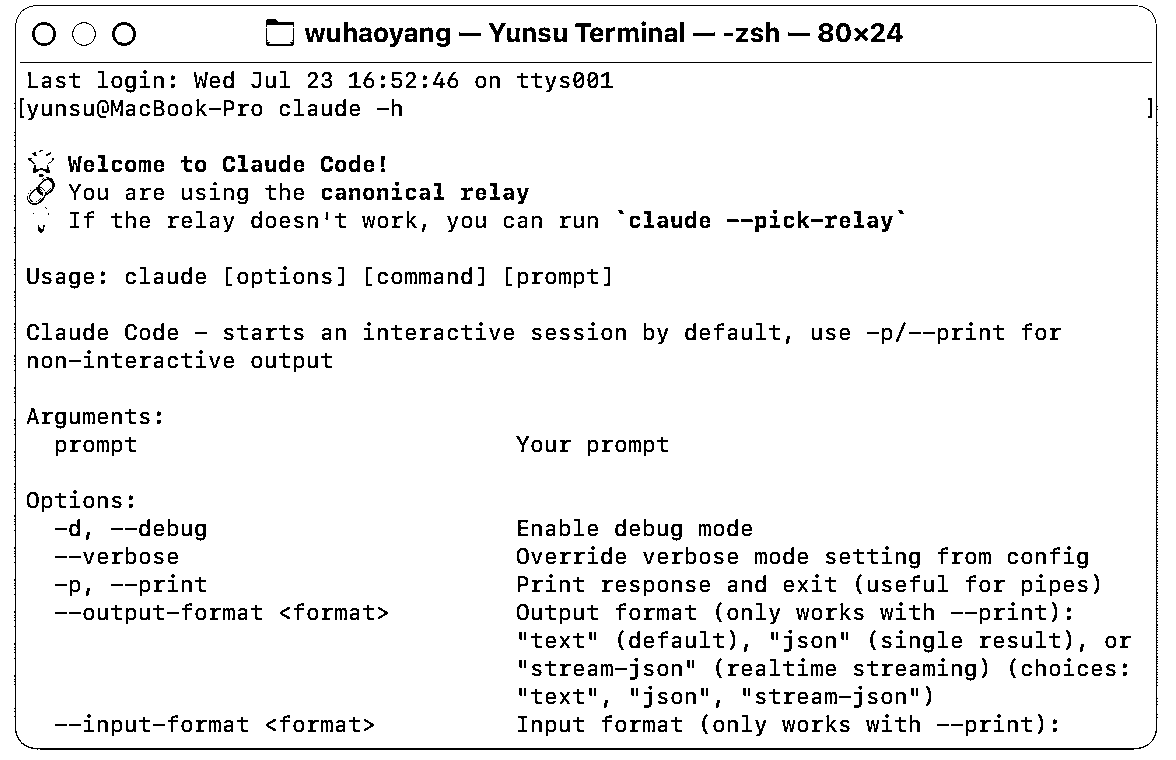 wuhaoyang — Yunsu Terminal — -zsh — 80×24
Last login: Wed Jul 23 16:52:46 on ttys001
[yunsu@MacBook-Pro claude -h ]
Welcome to Claude Code!
You are using the canonical relay
If the relay doesn't work, you can run `claude --pick-relay`
Usage: claude [options] [command] [prompt]
Claude Code - starts an interactive session by default, use -p/--print for
non-interactive output
Arguments:
prompt Your prompt
Options:
-d, --debug Enable debug mode
--verbose Override verbose mode setting from config
-p, --print Print response and exit (useful for pipes)
--output-format <format> Output format (only works with --print):
"text" (default), "json" (single result), or
"stream-json" (realtime streaming) (choices:
"text", "json", "stream-json")
--input-format <format> Input format (only works with --print):